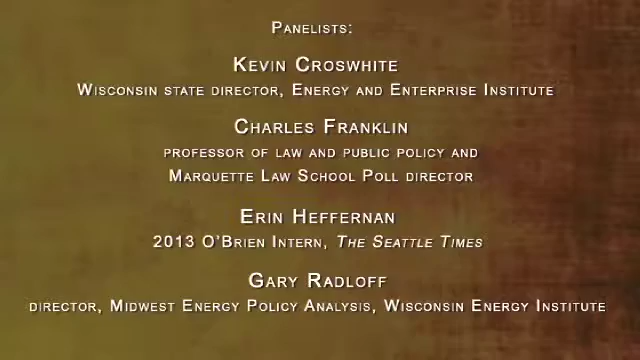 Panelists:
Kevin Croswhite
Wisconsin state director, Energy and Enterprise Institute
Charles Franklin
professor of law and public policy and
Marquette Law School Poll director
Erin Heffernan
2013 O'Brien Intern, The Seattle Times
Gary Radloff
director, Midwest Energy Policy Analysis, Wisconsin Energy Institute